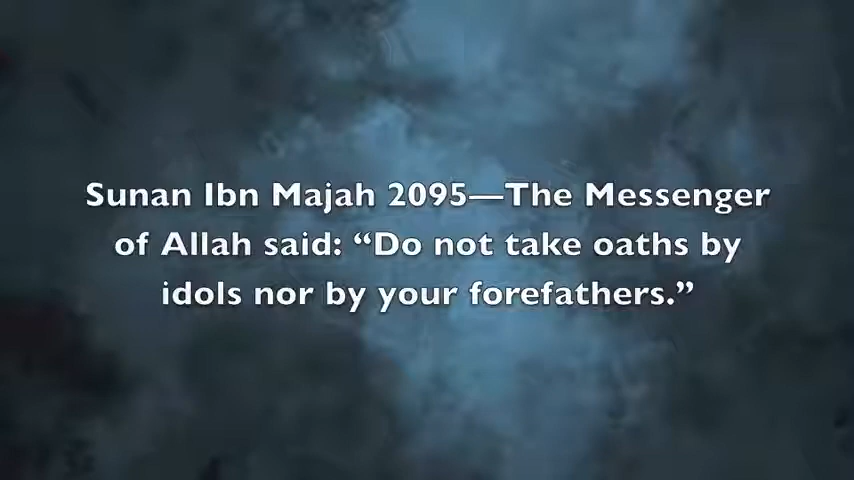 Sunan Ibn Majah 2095—The Messenger
of Allah said: “Do not take oaths by
idols nor by your forefathers.”